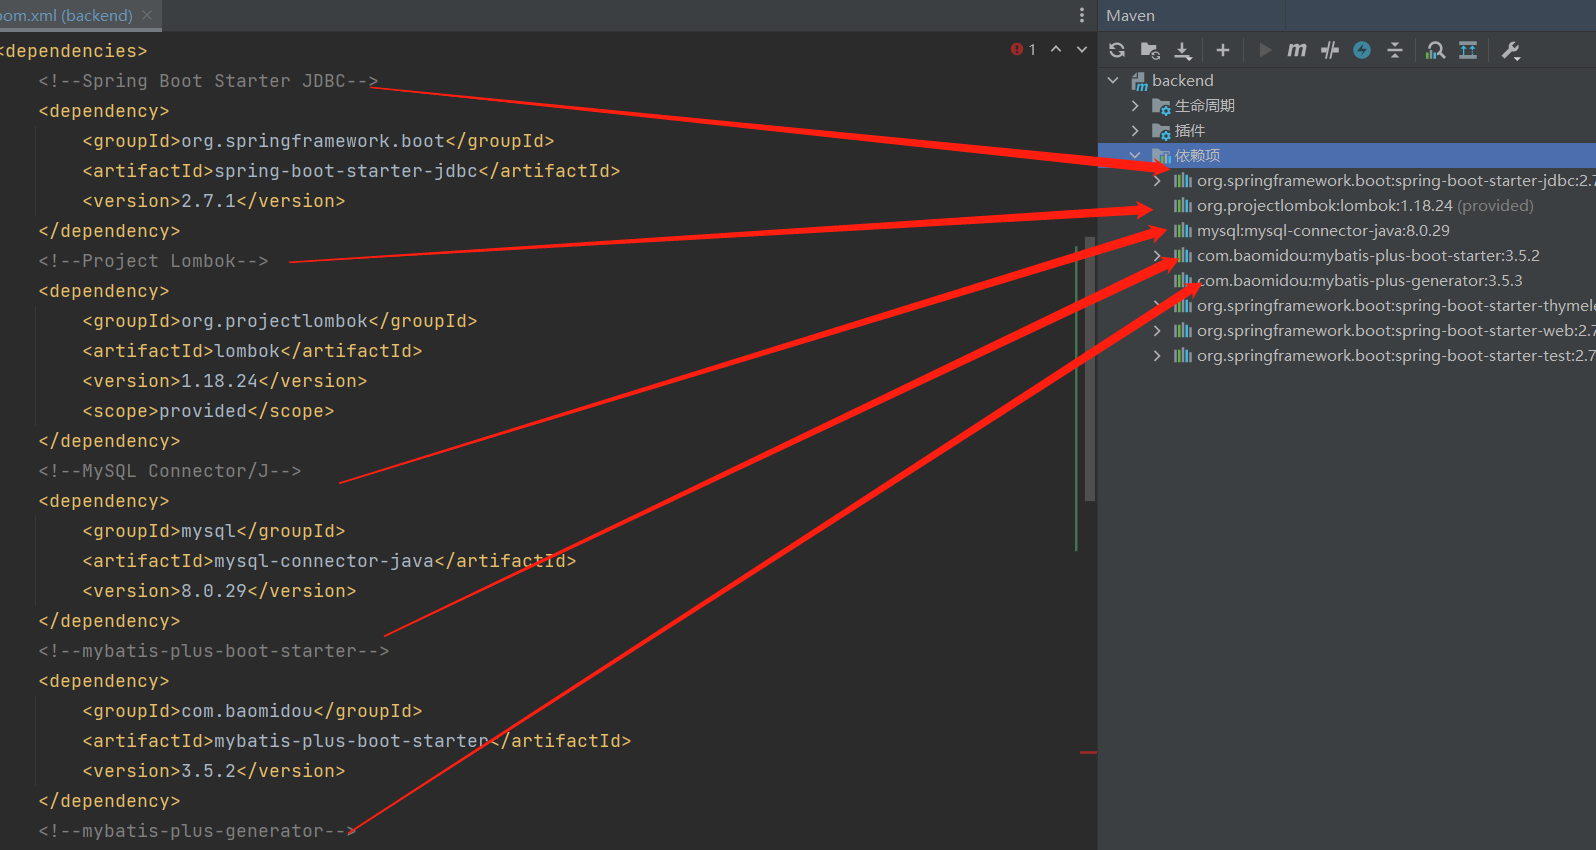 pom.xml (backend)
<dependencies>
<!--Spring Boot Starter JDBC-->
<dependency>
<groupId>org.springframework.boot</groupId>
<artifactId>spring-boot-starter-jdbc</artifactId>
<version>2.7.1</version>
</dependency>
<!--Project Lombok-->
<dependency>
<groupId>org.projectlombok</groupId>
<artifactId>lombok</artifactId>
<version>1.18.24</version>
<scope>provided</scope>
</dependency>
<!--MySQL Connector/J-->
<dependency>
<groupId>mysql</groupId>
<artifactId>mysql-connector-java</artifactId>
<version>8.0.29</version>
</dependency>
<!--mybatis-plus-boot-starter-->
<dependency>
<groupId>com.baomidou</groupId>
<artifactId>mybatis-plus-boot-starter</artifactId>
<version>3.5.2</version>
</dependency>
<!--mybatis-plus-generator-->
1
Maven
backend
生命周期
插件
依赖项
org.springframework.boot:spring-boot-starter-jdbc:2.7
org.projectlombok:lombok:1.18.24 (provided)
mysql:mysql-connector-java:8.0.29
com.baomidou:mybatis-plus-boot-starter:3.5.2
com.baomidou:mybatis-plus-generator:3.5.3
org.springframework.boot:spring-boot-starter-thymele
org.springframework.boot:spring-boot-starter-web:2.7
org.springframework.boot:spring-boot-starter-test:2.7